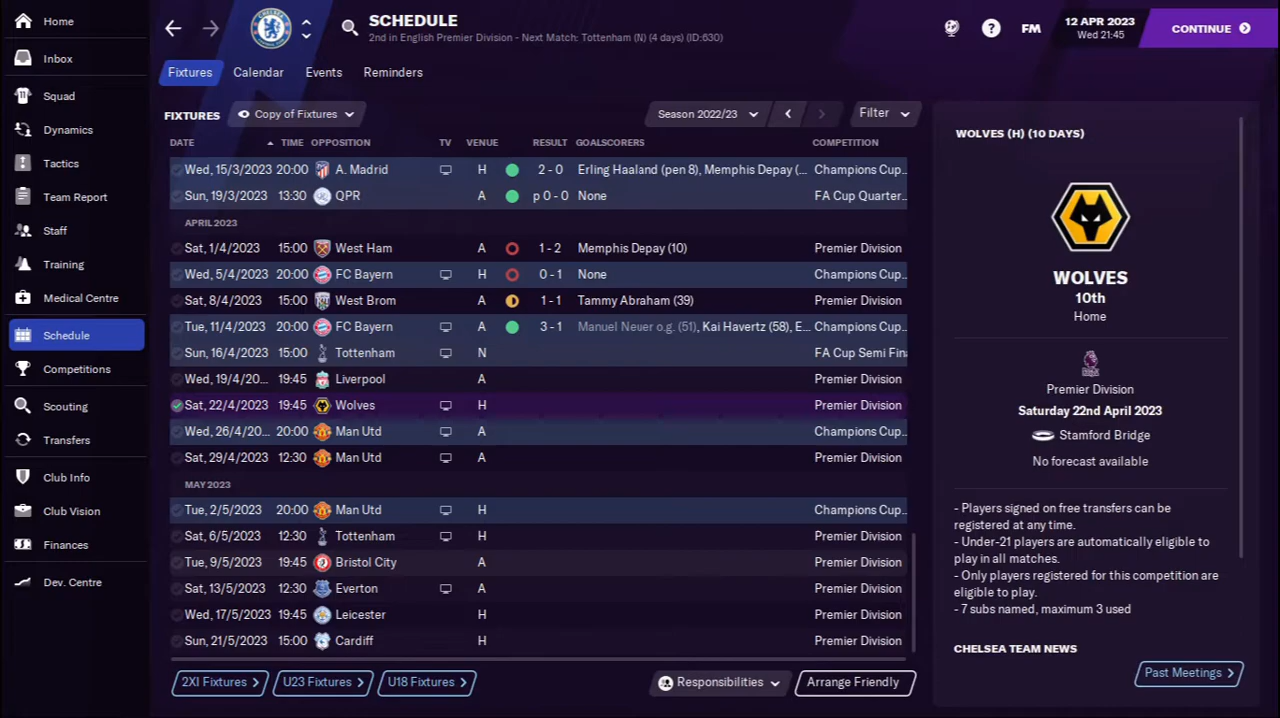 Home
Inbox
Squad
Dynamics
Tactics
Team Report
Staff
Training
Medical Centre
Schedule
Competitions
Scouting
Transfers
Club Info
Club Vision
Finances
Dev. Centre
SCHEDULE
2nd in English Premier Division - Next Match: Tottenham (N) (4 days) (ID:630)
FM
12 APR 2023
Wed 21:45
CONTINUE
Fixtures Calendar Events Reminders
FIXTURES Copy of Fixtures Season 2022/23 Filter
DATE TIME OPPOSITION TV VENUE RESULT GOALSCORERS COMPETITION
Wed, 15/3/2023 20:00 A. Madrid H 2 - 0 Erling Haaland (pen 8), Memphis Depay (... Champions Cup...
Sun, 19/3/2023 13:30 QPR A p 0 - 0 None FA Cup Quarter...
APRIL 2023
Sat, 1/4/2023 15:00 West Ham A 1 - 2 Memphis Depay (10) Premier Division
Wed, 5/4/2023 20:00 FC Bayern H 0 - 1 None Champions Cup...
Sat, 8/4/2023 15:00 West Brom A 1 - 1 Tammy Abraham (39) Premier Division
Tue, 11/4/2023 20:00 FC Bayern A 3 - 1 Manuel Neuer o.g. (51), Kai Havertz (58), E... Champions Cup...
Sun, 16/4/2023 15:00 Tottenham N FA Cup Semi Fin
Wed, 19/4/20... 19:45 Liverpool A Premier Division
Sat, 22/4/2023 19:45 Wolves H Premier Division
Wed, 26/4/20... 20:00 Man Utd A Champions Cup...
Sat, 29/4/2023 12:30 Man Utd A Premier Division
MAY 2023
Tue, 2/5/2023 20:00 Man Utd H Champions Cup...
Sat, 6/5/2023 12:30 Tottenham H Premier Division
Tue, 9/5/2023 19:45 Bristol City A Premier Division
Sat, 13/5/2023 12:30 Everton A Premier Division
Wed, 17/5/2023 19:45 Leicester H Premier Division
Sun, 21/5/2023 15:00 Cardiff H Premier Division
2XI Fixtures U23 Fixtures U18 Fixtures Responsibilities Arrange Friendly
WOLVES (H) (10 DAYS)
WOLVES
10th
Home
Premier Division
Saturday 22nd April 2023
Stamford Bridge
No forecast available
- Players signed on free transfers can be
registered at any time.
- Under-21 players are automatically eligible to
play in all matches.
- Only players registered for this competition are
eligible to play.
- 7 subs named, maximum 3 used
CHELSEA TEAM NEWS
Past Meetings